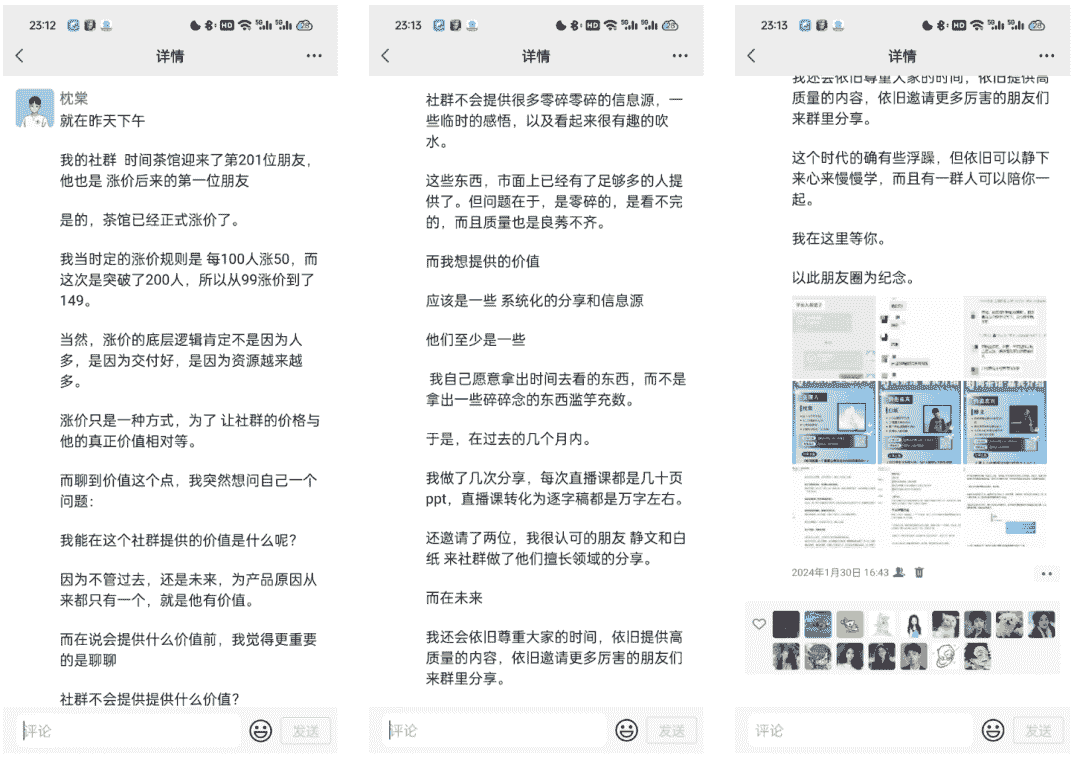 23:12
HD
5G
5G
28
详情
枕棠
就在昨天下午
我的社群 时间茶馆迎来了第201位朋友,
他也是 涨价后来的第一位朋友
是的，茶馆已经正式涨价了。
我当时定的涨价规则是 每100人涨50，而
这次是突破了200人，所以从99涨价到了
149。
当然，涨价的底层逻辑肯定不是因为人
多，是因为交付好，是因为资源越来越
多。
涨价只是一种方式，为了 让社群的价格与
他的真正价值相对等。
而聊到价值这个点，我突然想问自己一个
问题：
我能在这个社群提供的价值是什么呢？
因为不管过去，还是未来，为产品原因从
来都只有一个，就是他有价值。
而在说会提供什么价值前，我觉得更重要
的是聊聊
社群不会提供提供什么价值？
评论
发送
23:13
HD
5G
5G
28
详情
社群不会提供很多零碎零碎的信息源，一
些临时的感悟，以及看起来很有趣的吹
水。
这些东西，市面上已经有了足够多的人提
供了。但问题在于，是零碎的，是看不完
的，而且质量也是良莠不齐。
而我想提供的价值
应该是一些 系统化的分享和信息源
他们至少是一些
我自己愿意拿出时间去看的东西，而不是
拿出一些碎碎念的东西滥竽充数。
于是，在过去的几个月内。
我做了几次分享，每次直播课都是几十页
ppt，直播课转化为逐字稿都是万字左右。
还邀请了两位，我很认可的朋友 静文和白
纸 来社群做了他们擅长领域的分享。
而在未来
我还会依旧尊重大家的时间，依旧提供高
质量的内容，依旧邀请更多厉害的朋友们
来群里分享。
评论
发送
23:13
HD
5G
5G
28
详情
我还会依旧尊重大家的时间，依旧提供高
质量的内容，依旧邀请更多厉害的朋友们
来群里分享。
这个时代的确有些浮躁，但依旧可以静下
来心来慢慢学，而且有一群人可以陪你一
起。
我在这里等你。
以此朋友圈为纪念。
2024年1月30日 16:43
评论
发送